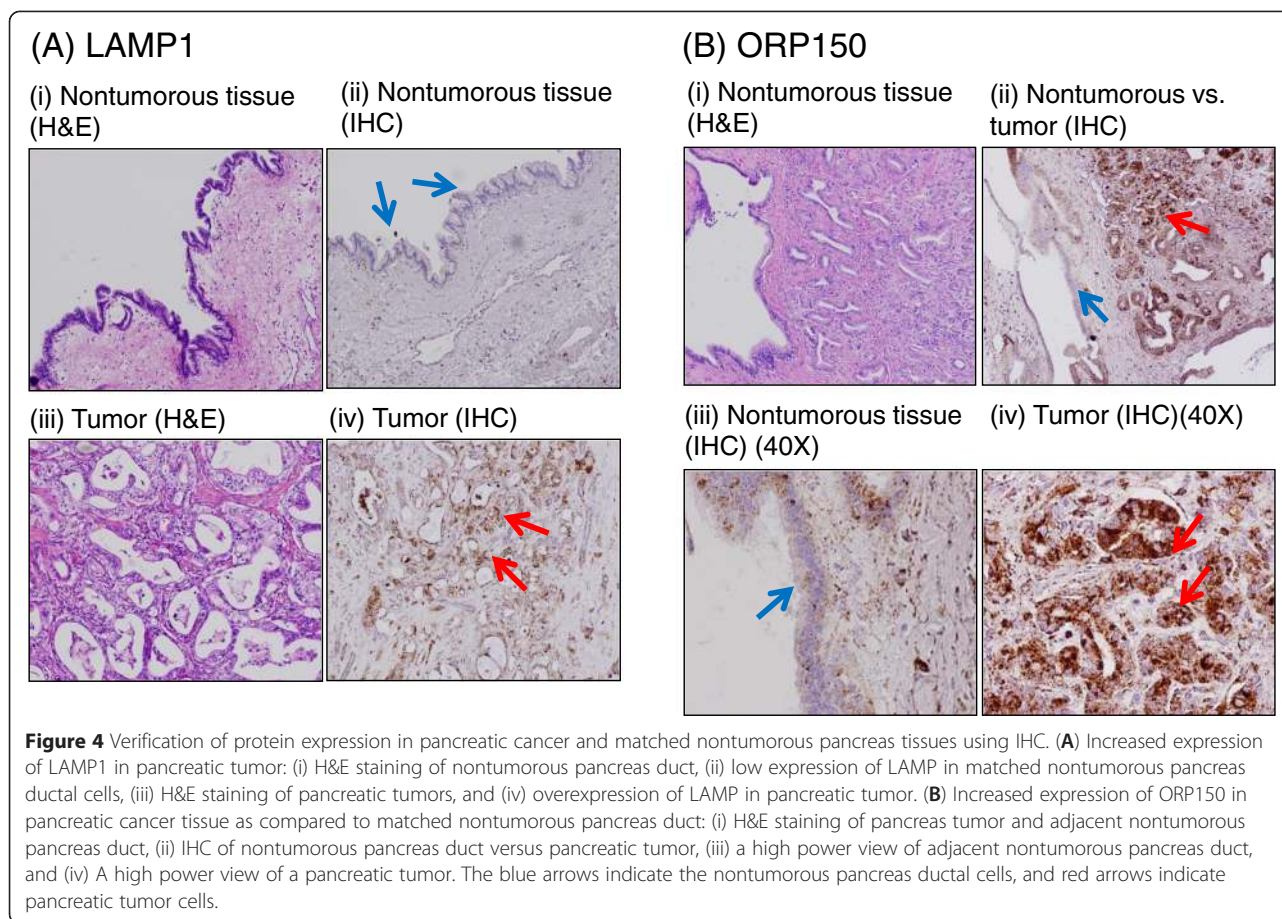 (A) LAMP1
(i) Nontumorous tissue
(H&E)
(ii) Nontumorous tissue
(IHC)
(iii) Tumor (H&E)
(iv) Tumor (IHC)
(B) ORP150
(i) Nontumorous tissue
(H&E)
(ii) Nontumorous vs.
tumor (IHC)
(iii) Nontumorous tissue
(IHC) (40X)
(iv) Tumor (IHC)(40X)
Figure 4 Verification of protein expression in pancreatic cancer and matched nontumorous pancreas tissues using IHC. (A) Increased expression
of LAMP1 in pancreatic tumor: (i) H&E staining of nontumorous pancreas duct, (ii) low expression of LAMP in matched nontumorous pancreas
ductal cells, (iii) H&E staining of pancreatic tumors, and (iv) overexpression of LAMP in pancreatic tumor. (B) Increased expression of ORP150 in
pancreatic cancer tissue as compared to matched nontumorous pancreas duct: (i) H&E staining of pancreas tumor and adjacent nontumorous
pancreas duct, (ii) IHC of nontumorous pancreas duct versus pancreatic tumor, (iii) a high power view of adjacent nontumorous pancreas duct,
and (iv) A high power view of a pancreatic tumor. The blue arrows indicate the nontumorous pancreas ductal cells, and red arrows indicate
pancreatic tumor cells.